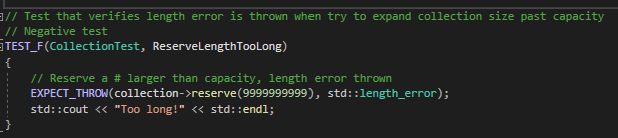 // Test that verifies length error is thrown when try to expand collection size past capacity
// Negative test
TEST_F(CollectionTest, ReserveLengthTooLong)
{
// Reserve a # larger than capacity, length error thrown
EXPECT_THROW(collection->reserve(9999999999), std::length_error);
std::cout << "Too long!" << std::endl;
}